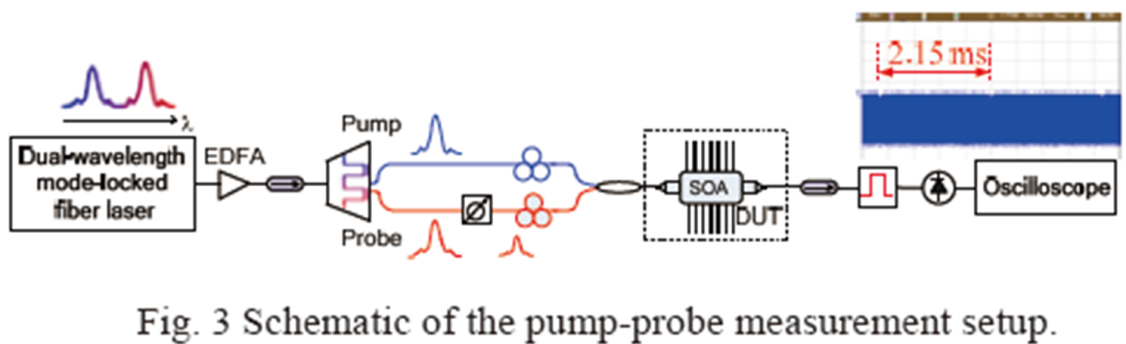 2.15 ms
λ
Pump
Dual-wavelength
mode-locked
fiber laser
EDFA
SOA
DUT
Oscilloscope
Probe
Fig. 3 Schematic of the pump-probe measurement setup.